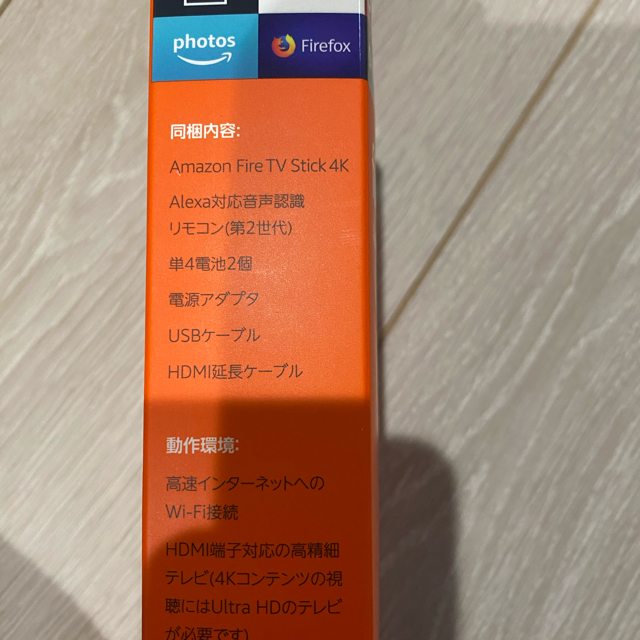 photos
Firefox
同梱内容:
Amazon Fire TV Stick 4K
Alexa対応音声認識
リモコン(第2世代)
単4電池2個
電源アダプタ
USBケーブル
HDMI延長ケーブル
動作環境:
高速インターネットへの
Wi-Fi接続
HDMI端子対応の高精細
テレビ(4Kコンテンツの視
聴にはUltra HDのテレビ
が必要です)